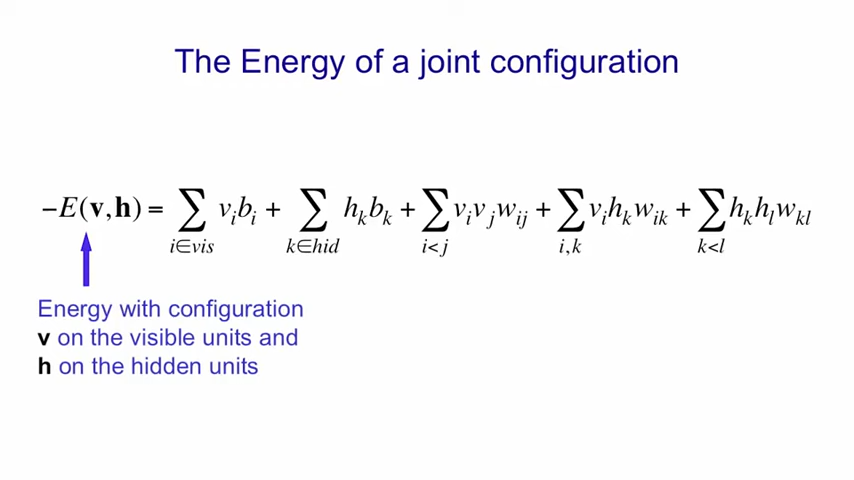 The Energy of a joint configuration
−E(v,h) = ∑ v_i b_i + ∑ h_k b_k + ∑ v_i v_j w_ij + ∑ v_i h_k w_ik + ∑ h_k h_l w_kl
i∈vis k∈hid i<j i,k k<l
Energy with configuration
v on the visible units and
h on the hidden units